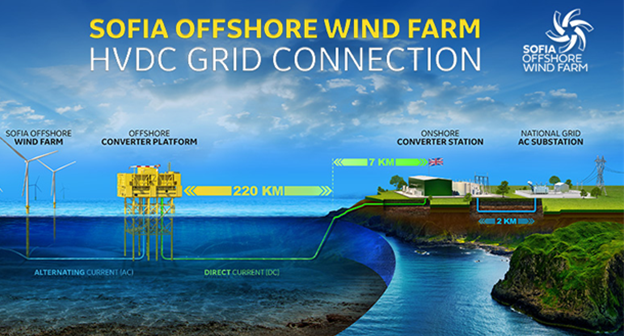 SOFIA OFFSHORE WIND FARM
HVDC GRID CONNECTION
SOFIA
OFFSHORE
WIND FARM
SOFIA OFFSHORE
WIND FARM
OFFSHORE
CONVERTER PLATFORM
ONSHORE
CONVERTER STATION
NATIONAL GRID
AC SUBSTATION
7 KM
220 KM
2 KM
ALTERNATING CURRENT (AC)
DIRECT CURRENT (DC)